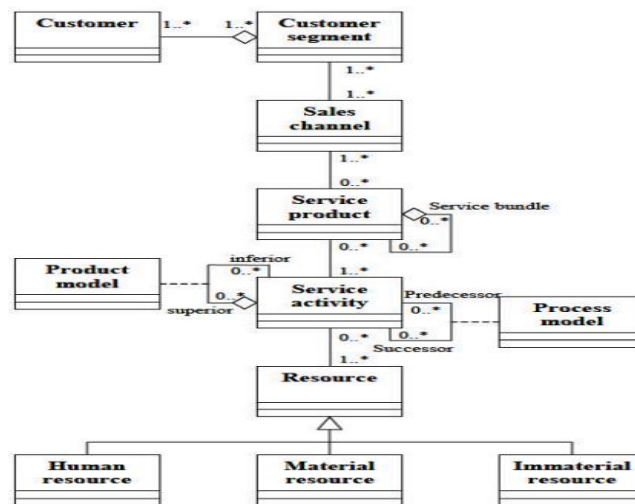 Customer
1..*
1..*
Customer
segment
1..*
1..*
Sales
channel
1..*
0..*
Service
product
Service bundle
0..*
0..*
0..*
1..*
Product
model
inferior
0..*
0..*
superior
Service
activity
Predecessor
0..*
0..*
Successor
Process
model
0..*
1..*
Resource
Human
resource
Material
resource
Immaterial
resource